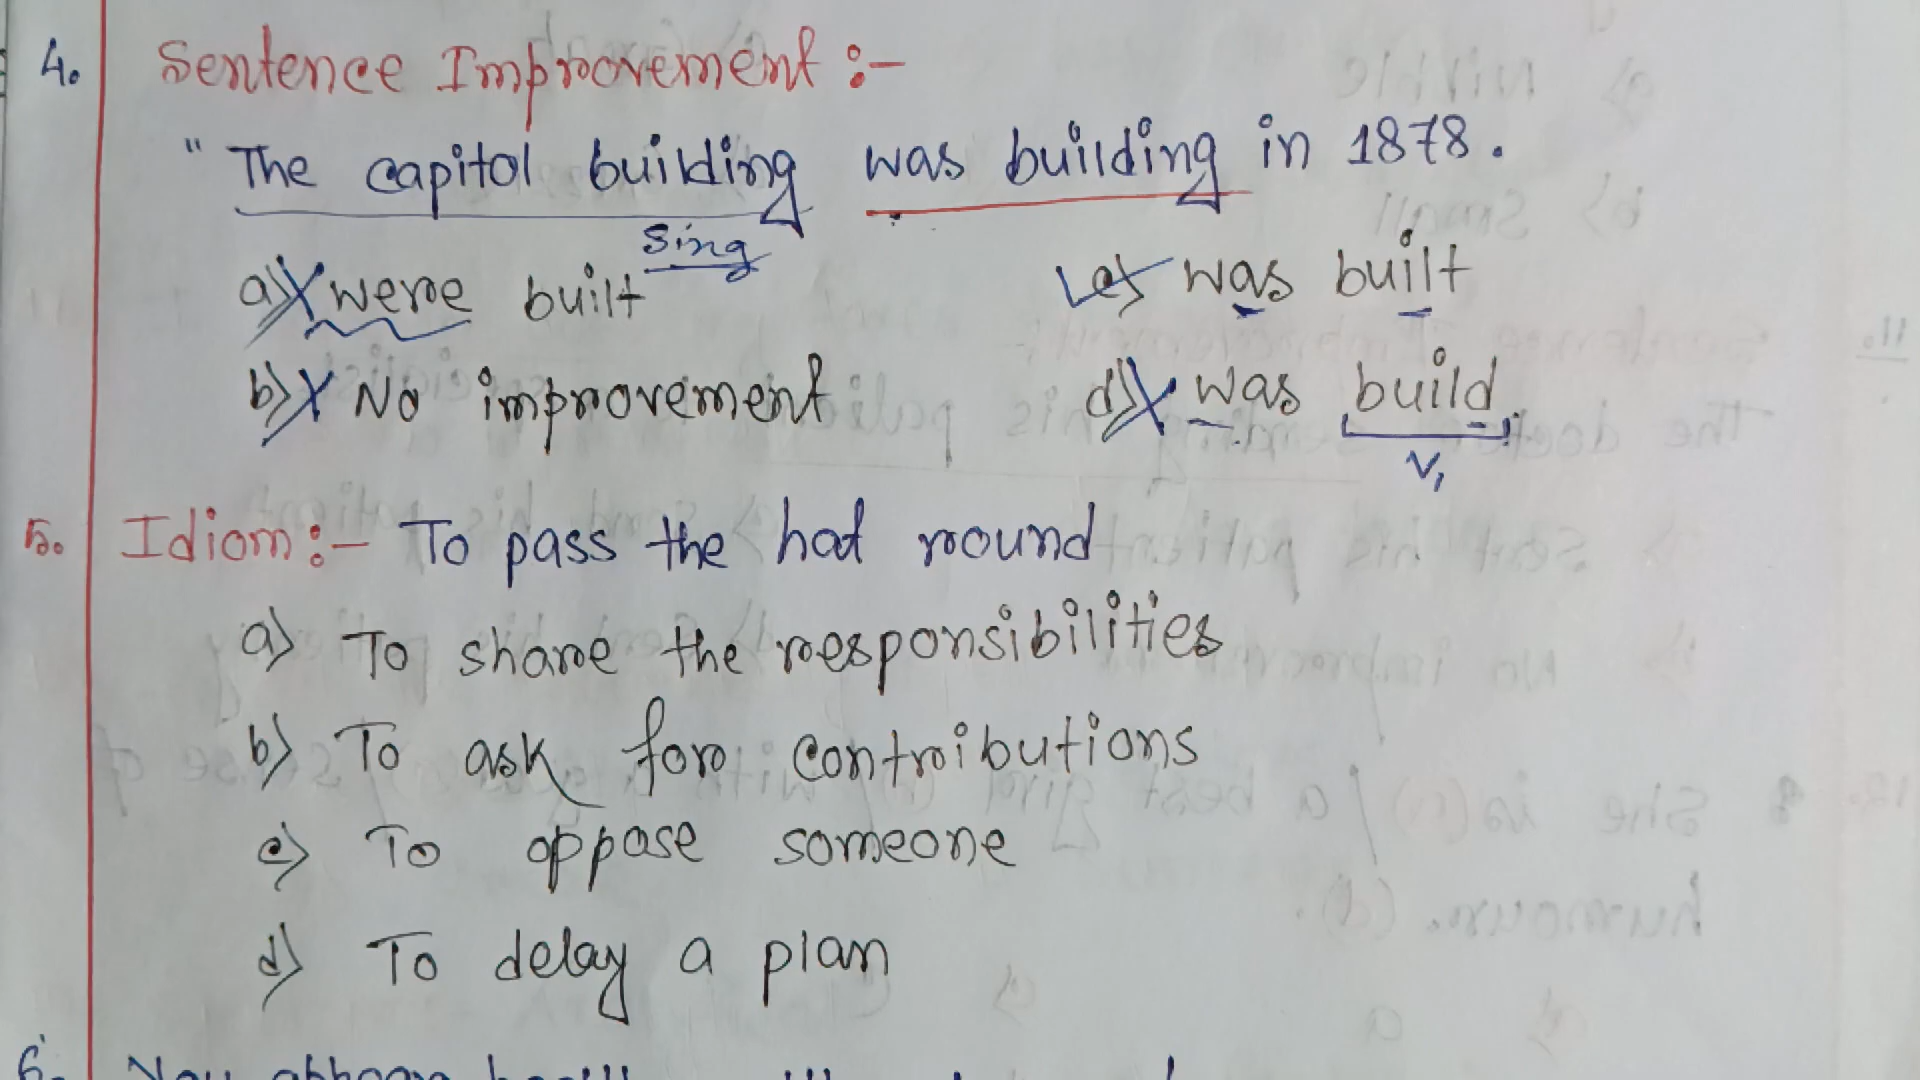 4. Sentence Improvement :-
" The capitol building was building in 1878.
Sing
a) X were built c) was built
b) X No improvement d) X was build
V1
5. Idiom :- To pass the hat round
a) To share the responsibilities
b) To ask for contributions
c) To oppose someone
d) To delay a plan
6.